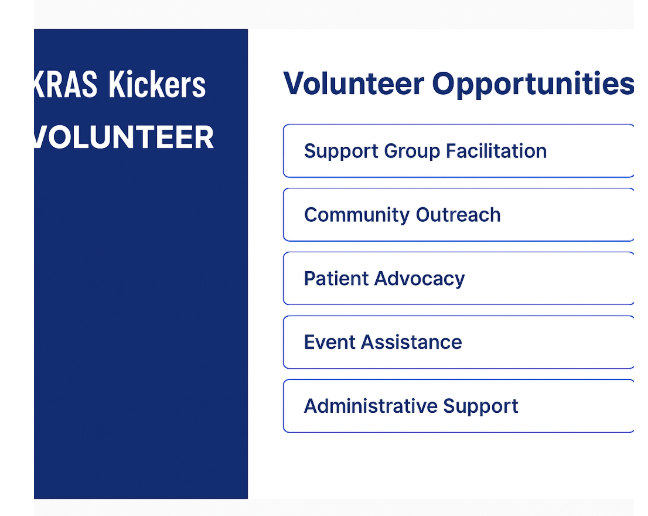 KRAS Kickers
VOLUNTEER
Volunteer Opportunities
Support Group Facilitation
Community Outreach
Patient Advocacy
Event Assistance
Administrative Support